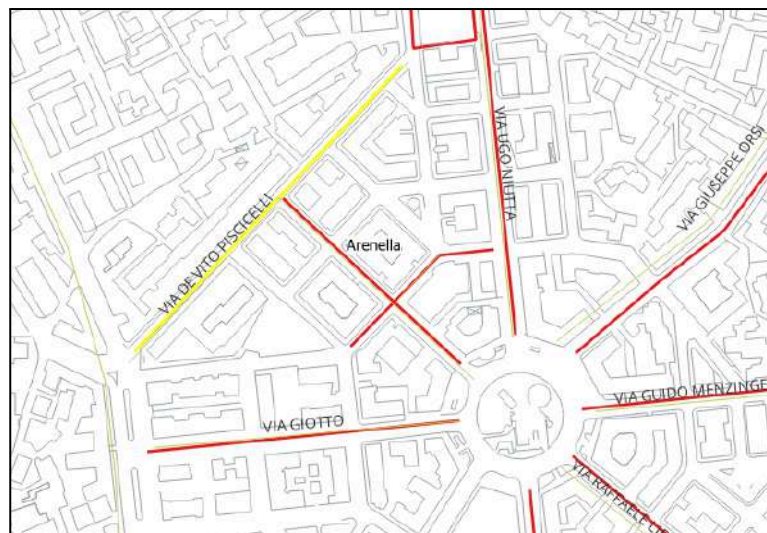 VIA UGO NIUTTA
VIA GIUSEPPE ORSI
VIA DE VITO PISCICELLI
Arenella
VIA GUIDO MENZINGE
VIA GIOTTO
VIA RAFFAELE